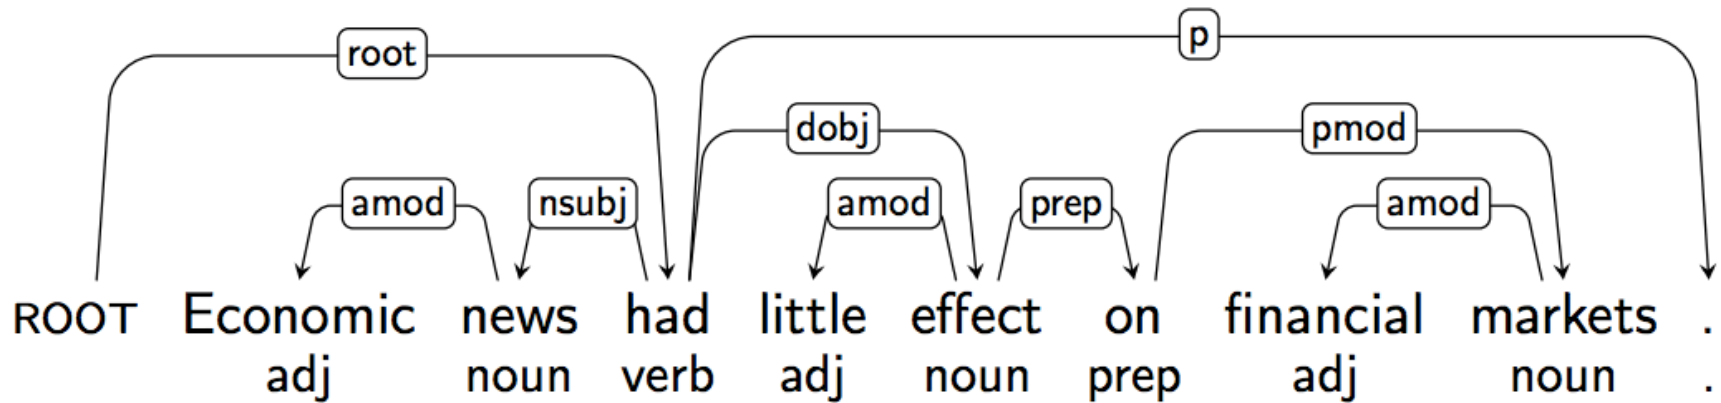 p
root
dobj pmod
amod nsubj amod prep amod
ROOT Economic news had little effect on financial markets .
adj noun verb adj noun prep adj noun .